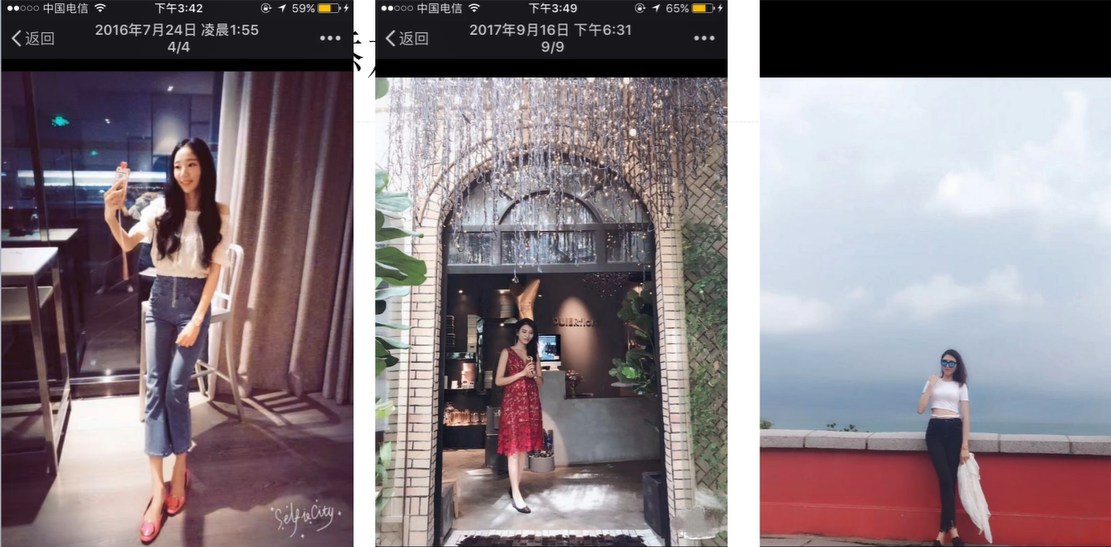 中国电信 下午3:42 59%
返回 2016年7月24日 凌晨1:55
4/4
Self⊙City
中国电信 下午3:49 65%
返回 2017年9月16日 下午6:31
9/9